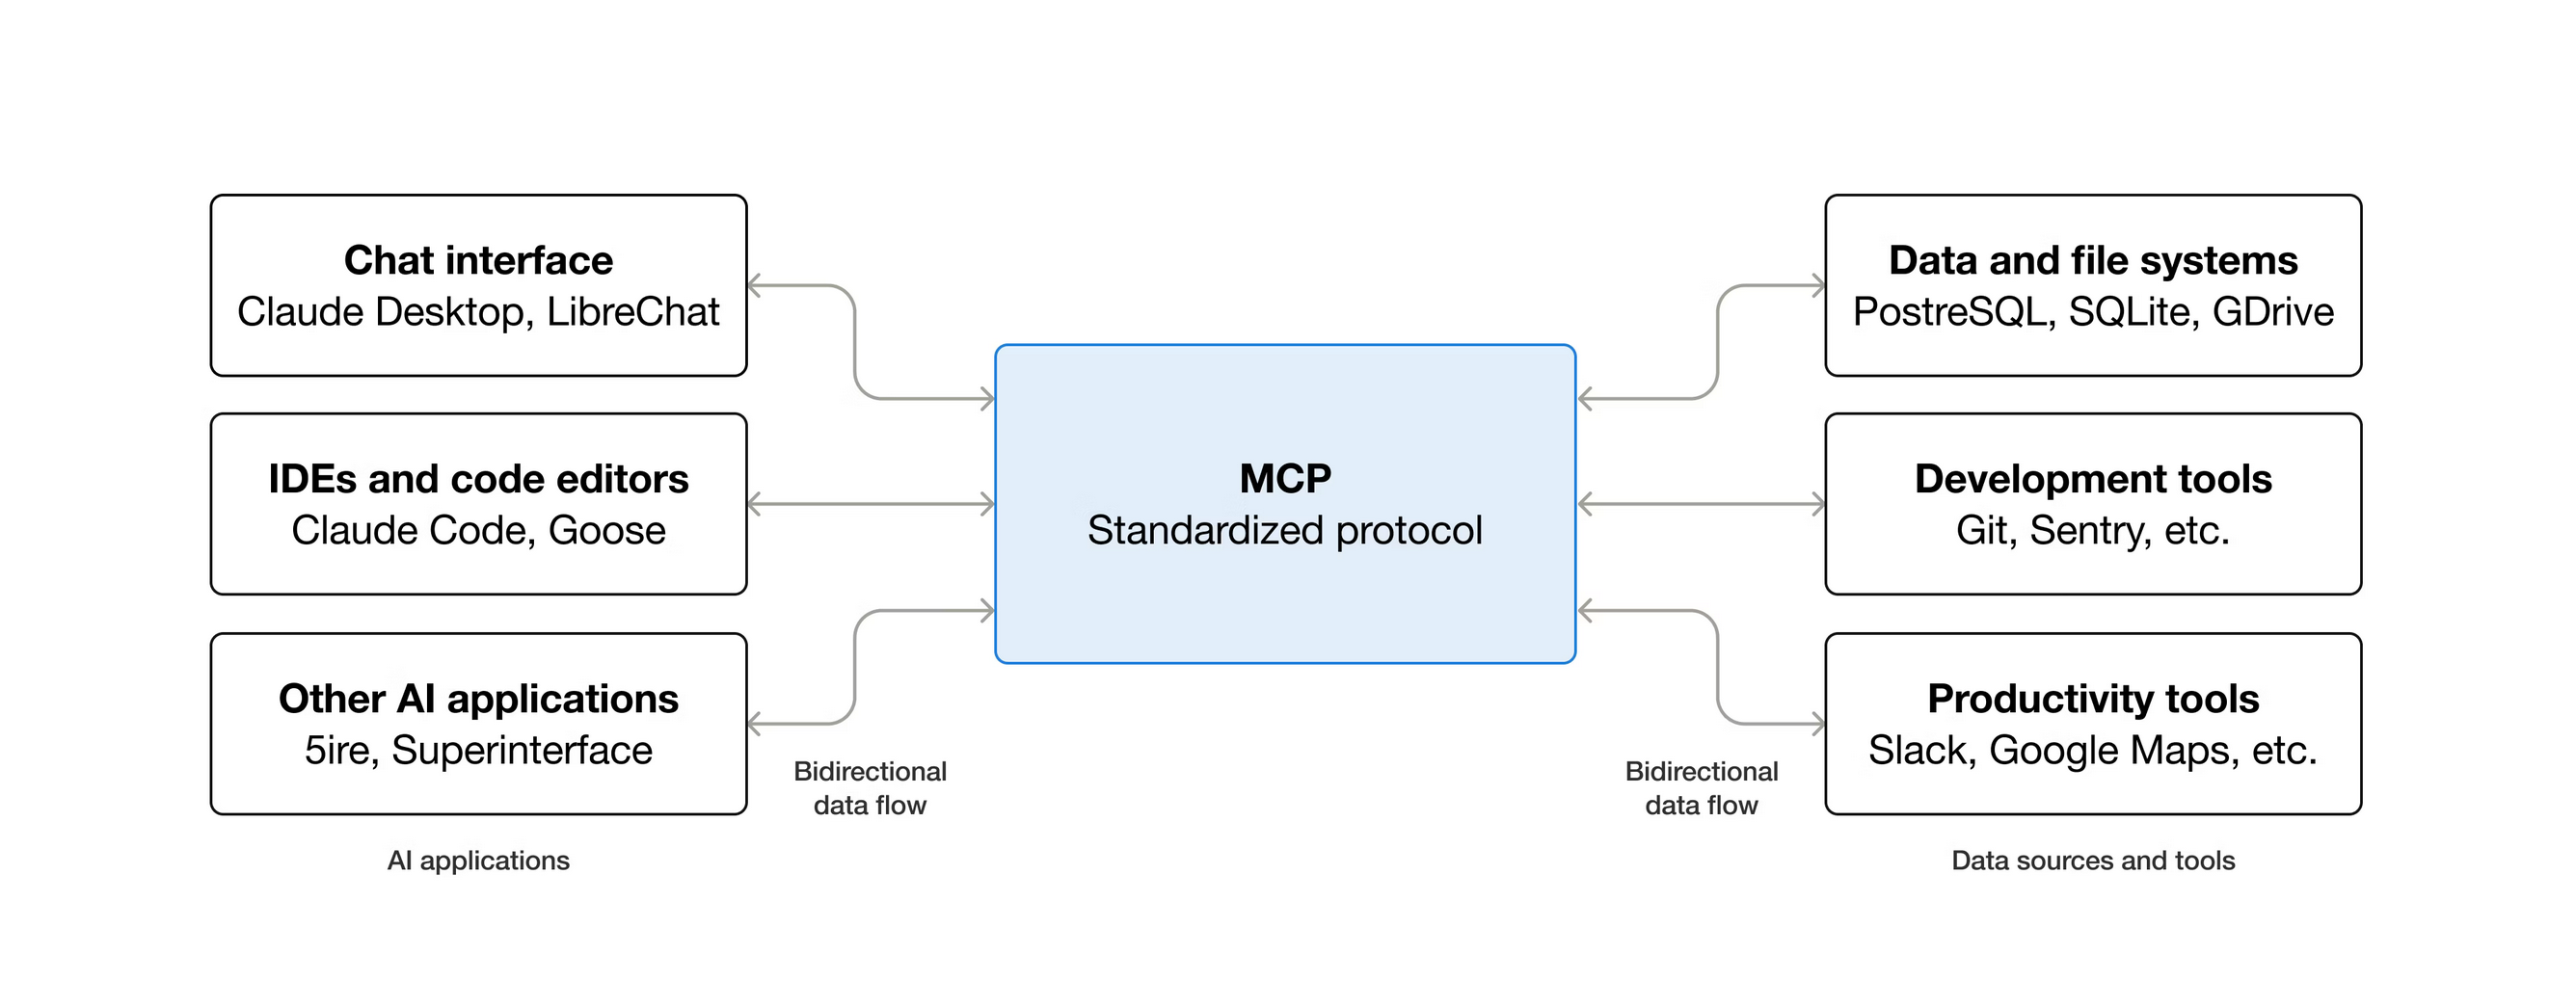 Chat interface
Claude Desktop, LibreChat
IDEs and code editors
Claude Code, Goose
Other AI applications
5ire, Superinterface
AI applications
Bidirectional
data flow
MCP
Standardized protocol
Bidirectional
data flow
Data and file systems
PostreSQL, SQLite, GDrive
Development tools
Git, Sentry, etc.
Productivity tools
Slack, Google Maps, etc.
Data sources and tools